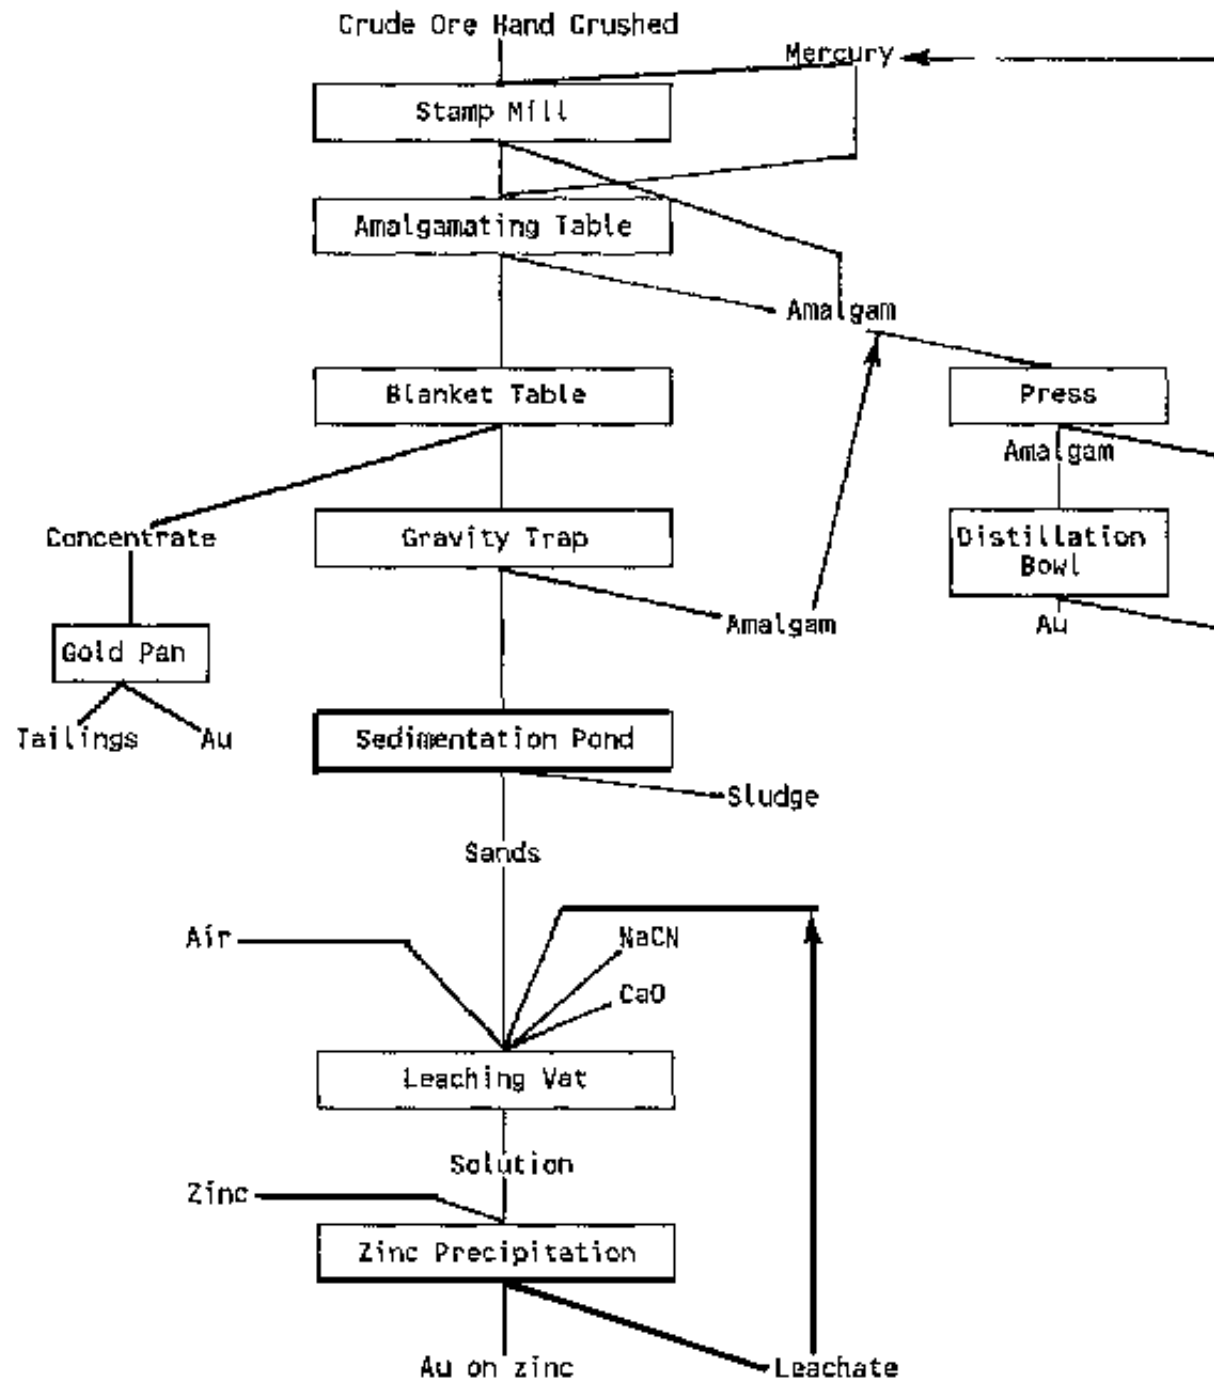 Crude Ore Hand Crushed
Mercury
Stamp Mill
Amalgamating Table
Amalgam
Blanket Table
Press
Amalgam
Concentrate
Gravity Trap
Distillation
Bowl
Amalgam
Au
Gold Pan
Tailings
Au
Sedimentation Pond
Sludge
Sands
Air
NaCN
CaO
Leaching Vat
Solution
Zinc
Zinc Precipitation
Au on zinc
Leachate